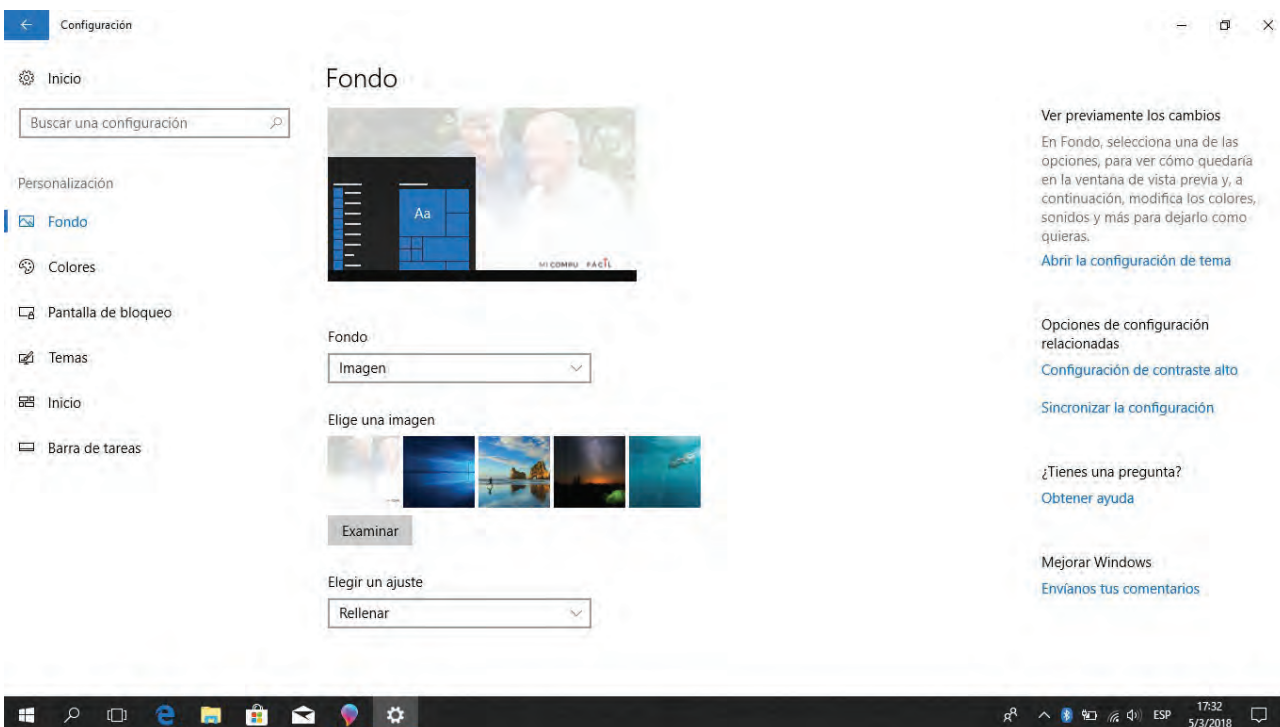 Configuración
Inicio
Buscar una configuración
Personalización
Fondo
Colores
Pantalla de bloqueo
Temas
Inicio
Barra de tareas
Fondo
Aa
MI COMPU FÁCIL
Fondo
Imagen
Elige una imagen
Examinar
Elegir un ajuste
Rellenar
Ver previamente los cambios
En Fondo, selecciona una de las
opciones, para ver cómo quedaría
en la ventana de vista previa y, a
continuación, modifica los colores,
sonidos y más para dejarlo como
quieras.
Abrir la configuración de tema
Opciones de configuración
relacionadas
Configuración de contraste alto
Sincronizar la configuración
¿Tienes una pregunta?
Obtener ayuda
Mejorar Windows
Envíanos tus comentarios
ESP
17:32
5/3/2018